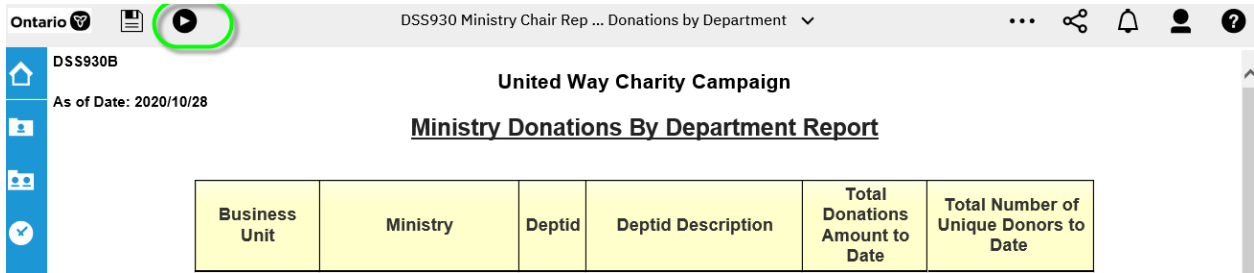 Ontario
DSS930 Ministry Chair Rep ... Donations by Department
DSS930B
United Way Charity Campaign
As of Date: 2020/10/28
Ministry Donations By Department Report
Business
Unit
Ministry
Deptid
Deptid Description
Total
Donations
Amount to
Date
Total Number of
Unique Donors to
Date